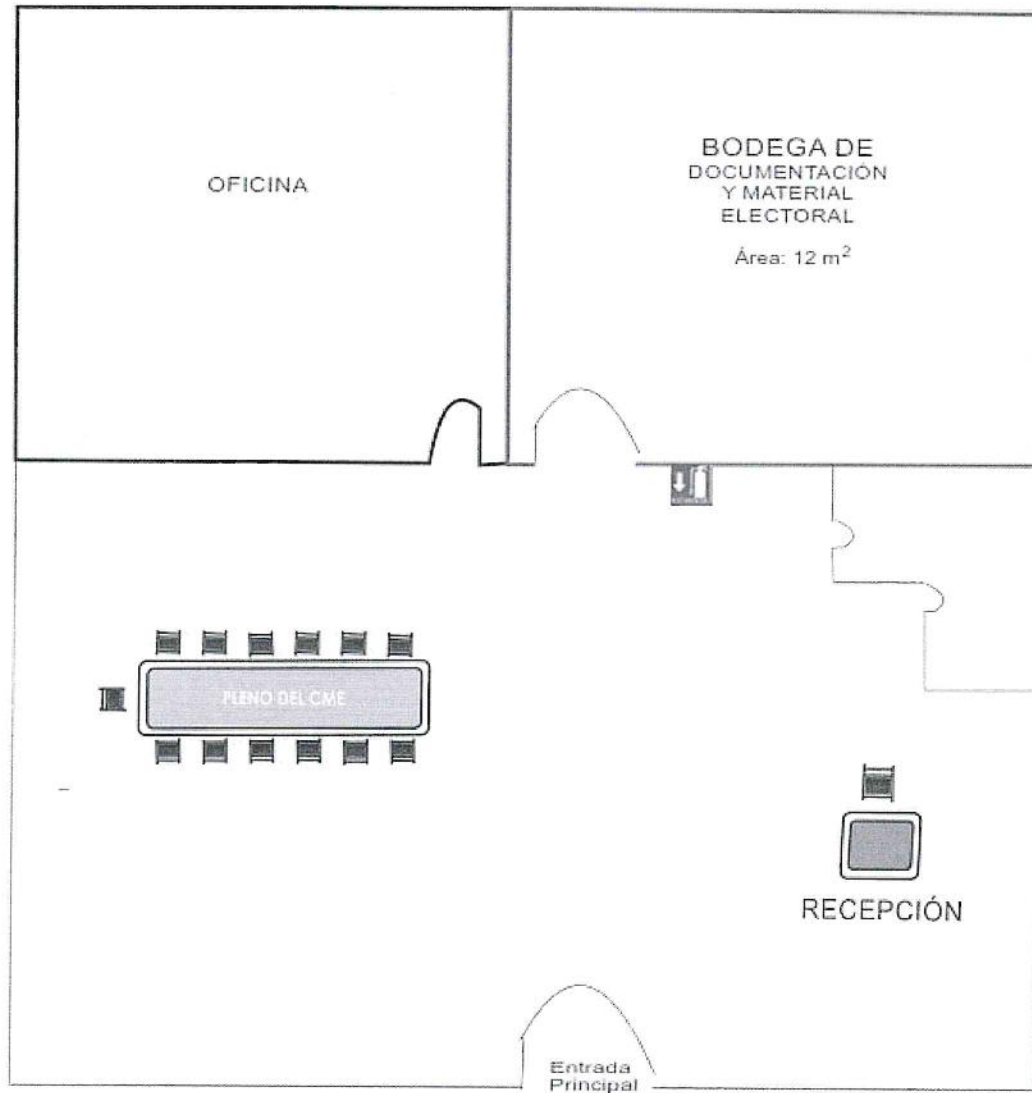 OFICINA
BODEGA DE
DOCUMENTACIÓN
Y MATERIAL
ELECTORAL
Área: 12 m²
PLENO DEL CME
RECEPCIÓN
Entrada
Principal